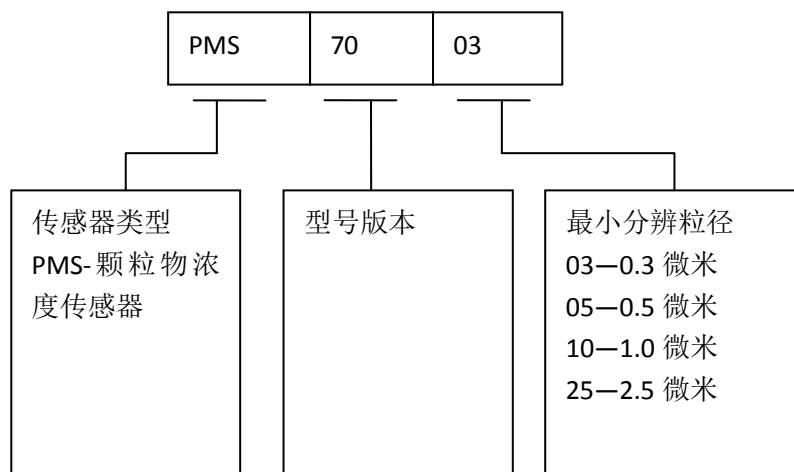 PMS 70 03
传感器类型
PMS-颗粒物浓
度传感器
型号版本
最小分辨粒径
03—0.3 微米
05—0.5 微米
10—1.0 微米
25—2.5 微米